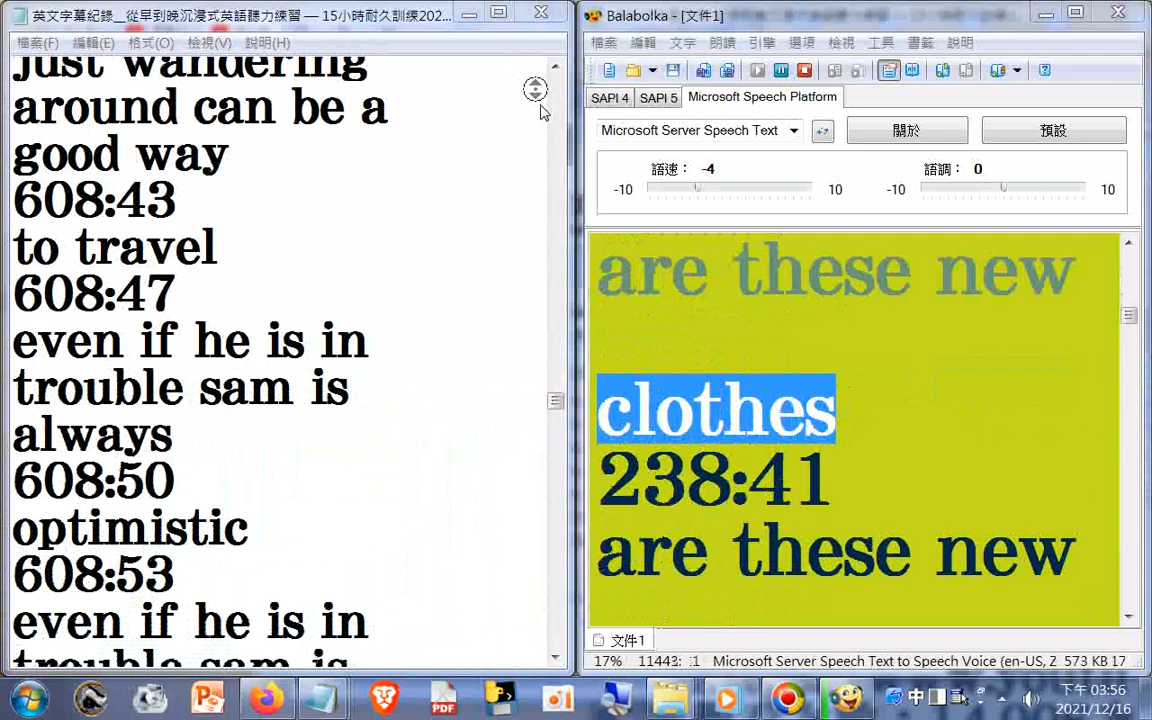 英文字幕紀錄__從早到晚沉浸式英語聽力練習 — 15小時耐久訓練202...
檔案(F) 編輯(E) 格式(O) 檢視(V) 說明(H)
just wandering
around can be a
good way
608:43
to travel
608:47
even if he is in
trouble sam is
always
608:50
optimistic
608:53
even if he is in
trouble sam is
Balabolka - [文件1]
檔案 編輯 文字 朗讀 引擎 選項 檢視 工具 書籤 說明
SAPI 4 SAPI 5 Microsoft Speech Platform
Microsoft Server Speech Text 關於 預設
語速： -4 語調： 0
-10 10 -10 10
are these new
clothes
238:41
are these new
文件1
17% 11443: :1 Microsoft Server Speech Text to Speech Voice (en-US, Z 573 KB 17
中
下午 03:56
2021/12/16